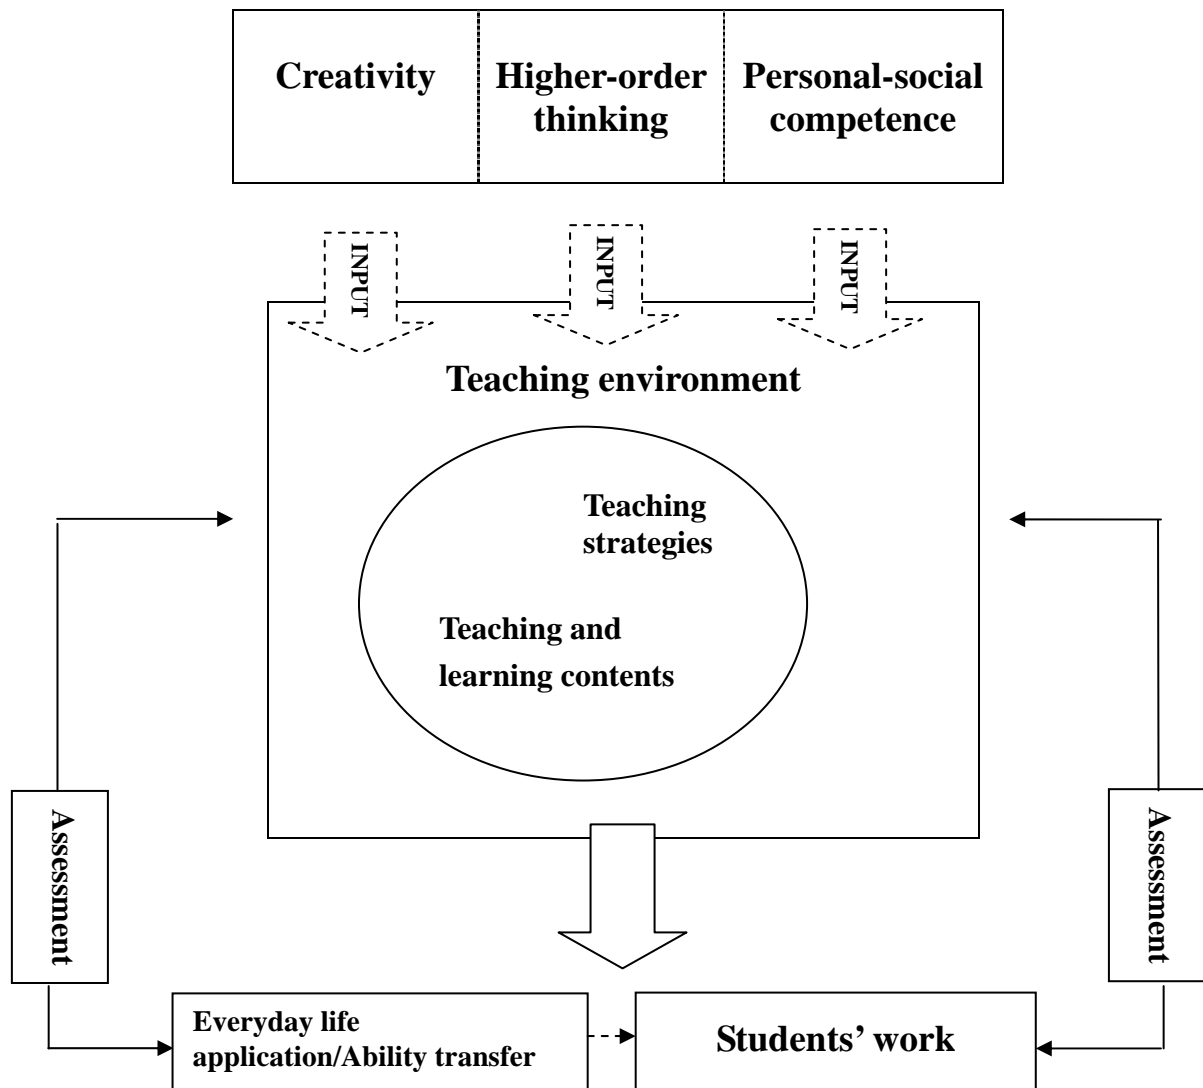 Creativity
Higher-order
thinking
Personal-social
competence
INPUT
INPUT
INPUT
Teaching environment
Teaching
strategies
Teaching and
learning contents
Assessment
Assessment
Everyday life
application/Ability transfer
Students’ work